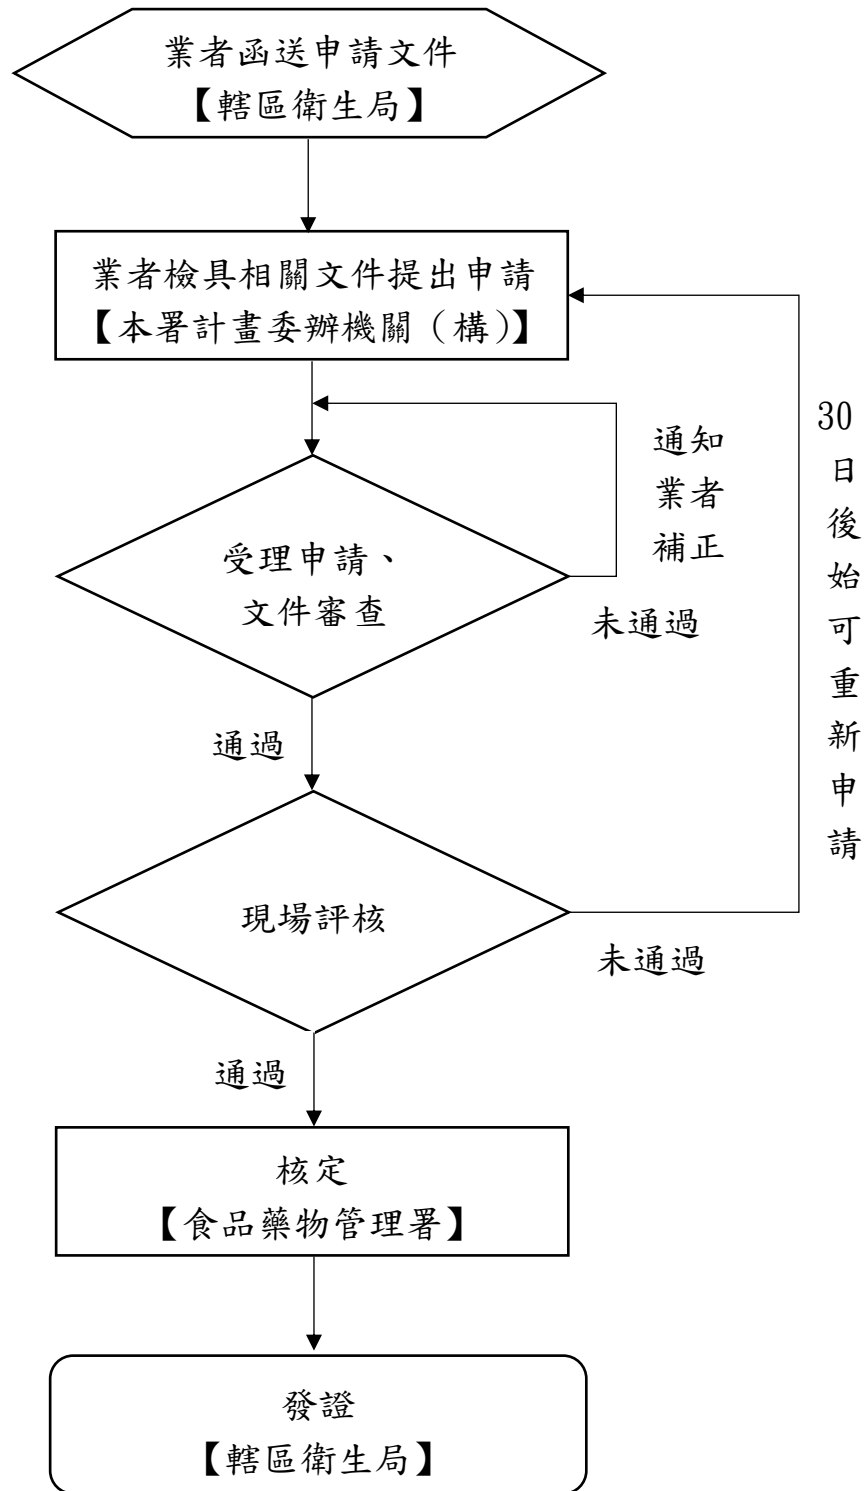 業者函送申請文件
【轄區衛生局】
業者檢具相關文件提出申請
【本署計畫委辦機關（構）】
通知
業者
補正
受理申請、
文件審查
未通過
通過
30
日
後
始
可
重
新
申
請
現場評核
未通過
通過
核定
【食品藥物管理署】
發證
【轄區衛生局】